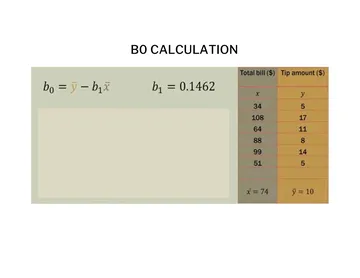 B0 CALCULATION
b₀ = ȳ − b₁x̄
b₁ = 0.1462
Total bill ($) Tip amount ($)
x y
34 5
108 17
64 11
88 8
99 14
51 5
x̄ = 74 ȳ = 10